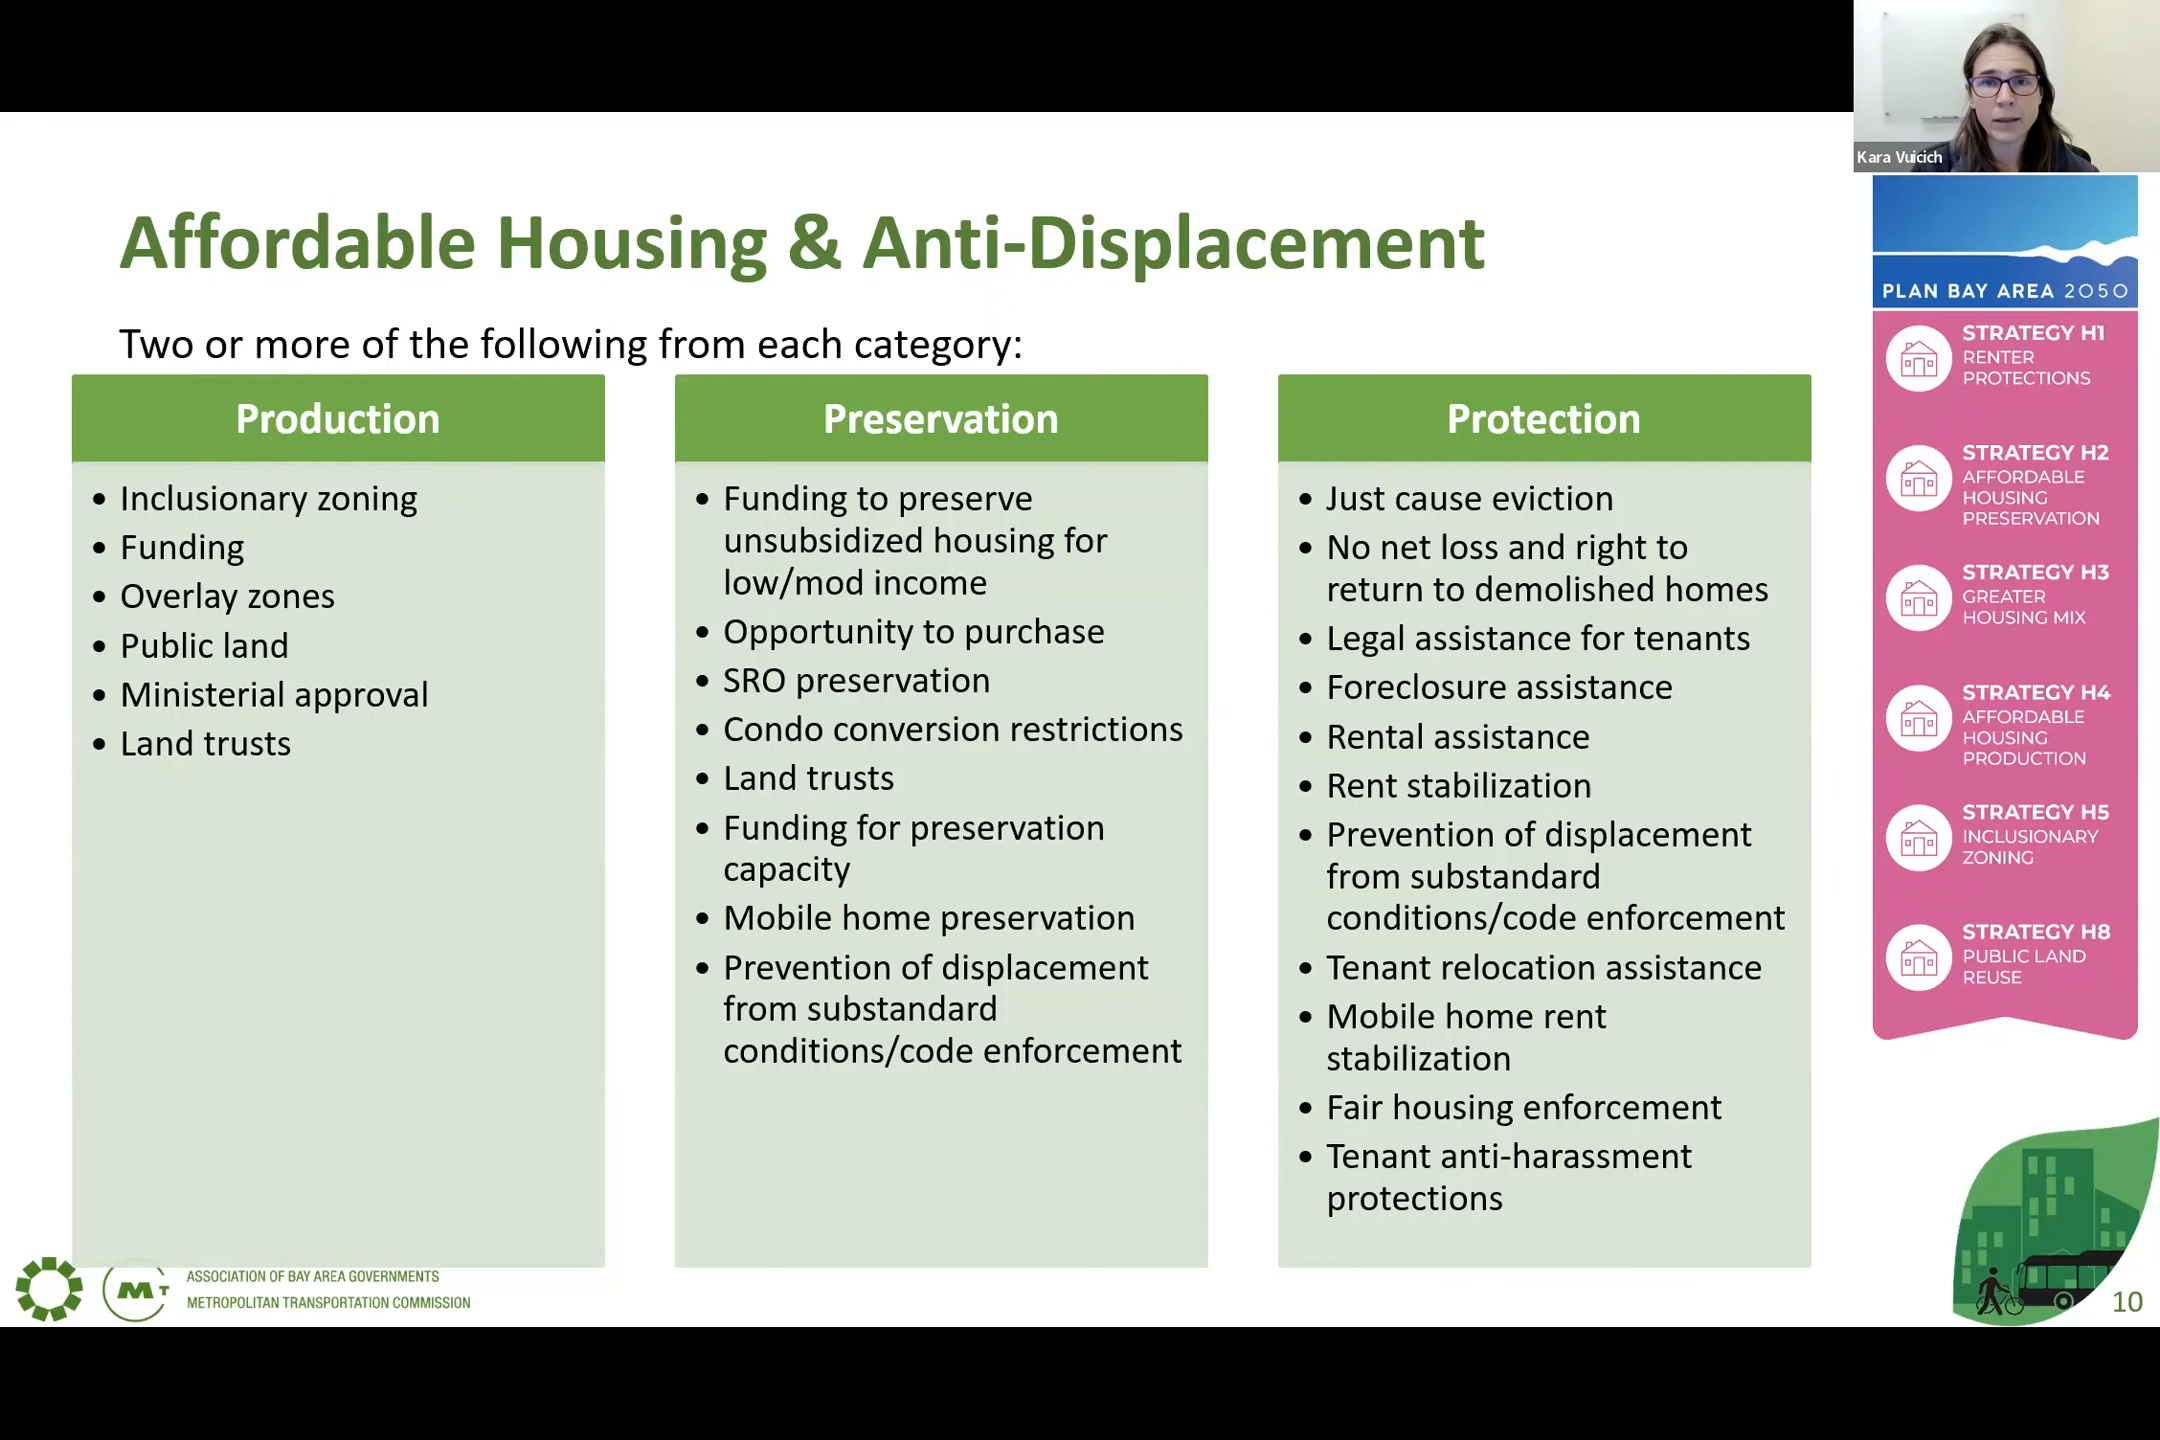 Kara Vuicich
Affordable Housing & Anti-Displacement
Two or more of the following from each category:
Production
• Inclusionary zoning
• Funding
• Overlay zones
• Public land
• Ministerial approval
• Land trusts
Preservation
• Funding to preserve
unsubsidized housing for
low/mod income
• Opportunity to purchase
• SRO preservation
• Condo conversion restrictions
• Land trusts
• Funding for preservation
capacity
• Mobile home preservation
• Prevention of displacement
from substandard
conditions/code enforcement
Protection
• Just cause eviction
• No net loss and right to
return to demolished homes
• Legal assistance for tenants
• Foreclosure assistance
• Rental assistance
• Rent stabilization
• Prevention of displacement
from substandard
conditions/code enforcement
• Tenant relocation assistance
• Mobile home rent
stabilization
• Fair housing enforcement
• Tenant anti-harassment
protections
PLAN BAY AREA 2050
STRATEGY H1
RENTER
PROTECTIONS
STRATEGY H2
AFFORDABLE
HOUSING
PRESERVATION
STRATEGY H3
GREATER
HOUSING MIX
STRATEGY H4
AFFORDABLE
HOUSING
PRODUCTION
STRATEGY H5
INCLUSIONARY
ZONING
STRATEGY H8
PUBLIC LAND
REUSE
MT
ASSOCIATION OF BAY AREA GOVERNMENTS
METROPOLITAN TRANSPORTATION COMMISSION
10